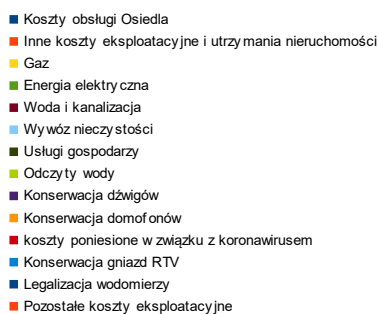 Koszty obsługi Osiedla
Inne koszty eksploatacyjne i utrzymania nieruchomości
Gaz
Energia elektryczna
Woda i kanalizacja
Wywóz nieczystości
Usługi gospodarzy
Odczyty wody
Konserwacja dźwigów
Konserwacja domofonów
koszty poniesione w związku z koronawirusem
Konserwacja gniazd RTV
Legalizacja wodomierzy
Pozostałe koszty eksploatacyjne